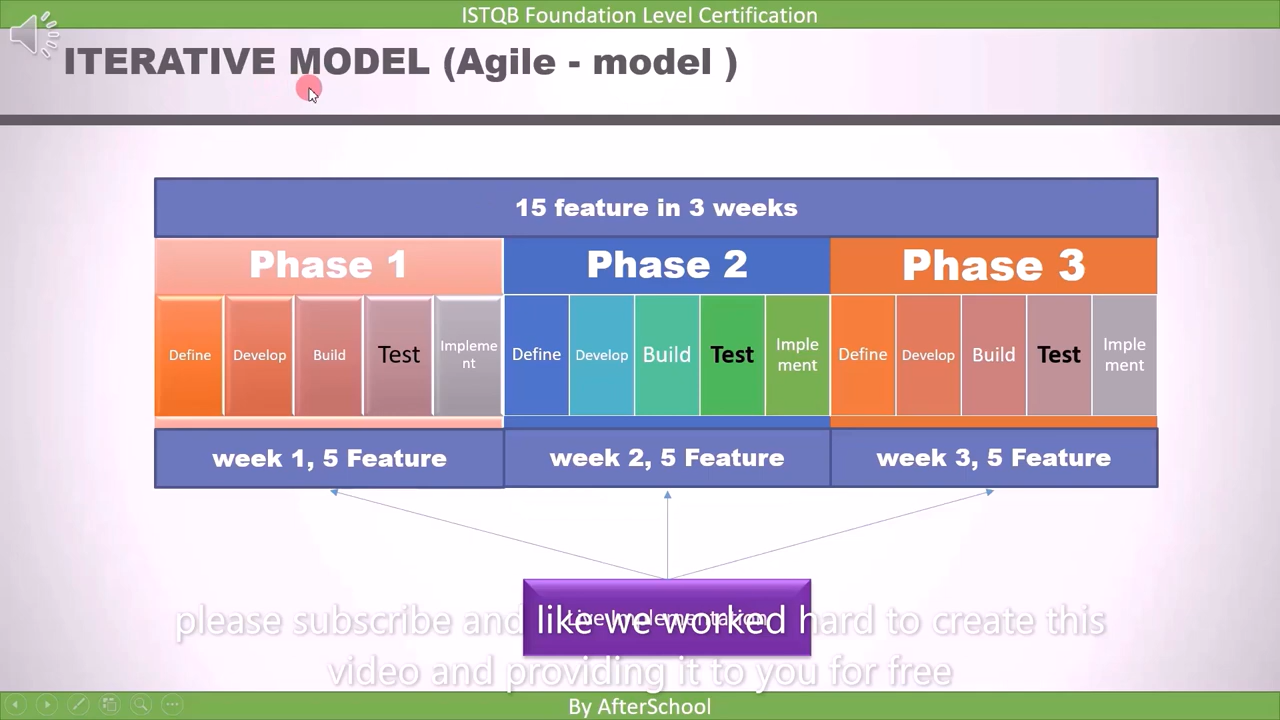 ISTQB Foundation Level Certification
ITERATIVE MODEL (Agile - model )
15 feature in 3 weeks
Phase 1 Phase 2 Phase 3
Define Develop Build Test Impleme
nt
Define Develop Build Test Imple
ment
Define Develop Build Test Imple
ment
week 1, 5 Feature week 2, 5 Feature week 3, 5 Feature
Live Implementation
please subscribe and like we worked hard to create this
video and providing it to you for free
By AfterSchool